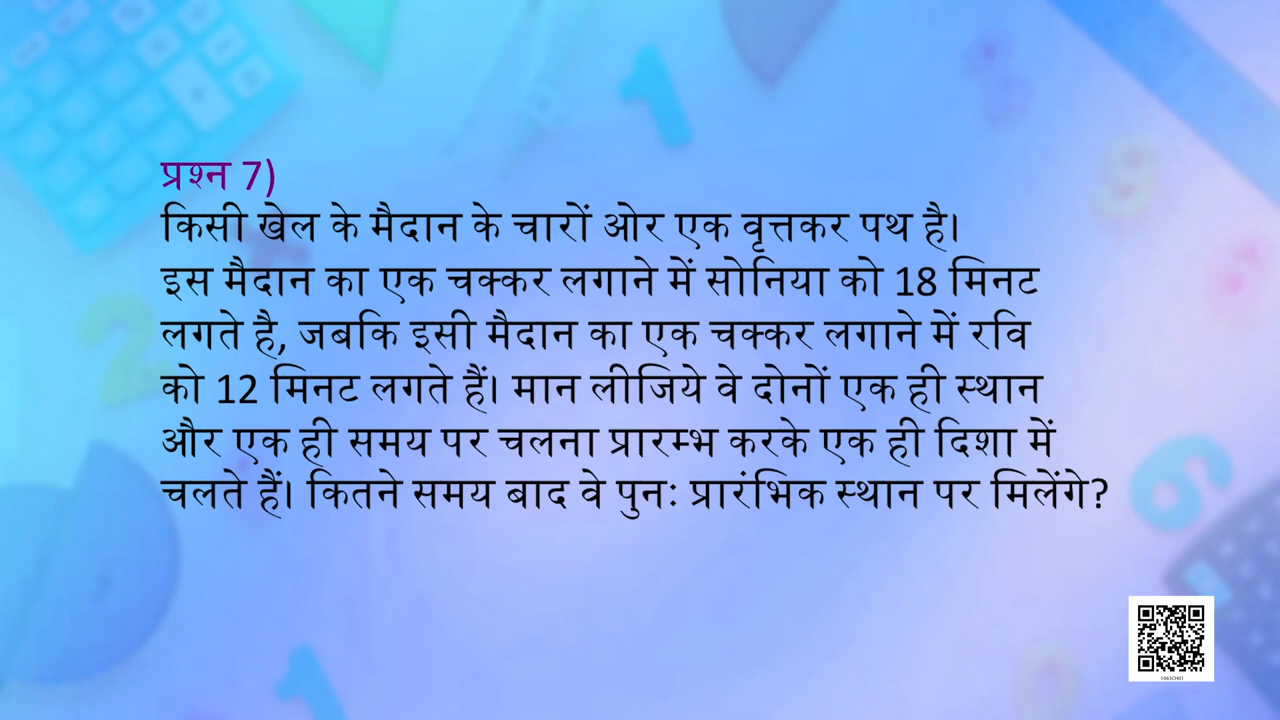 प्रश्न 7)
किसी खेल के मैदान के चारों ओर एक वृत्तकर पथ है।
इस मैदान का एक चक्कर लगाने में सोनिया को 18 मिनट
लगते है, जबकि इसी मैदान का एक चक्कर लगाने में रवि
को 12 मिनट लगते हैं। मान लीजिये वे दोनों एक ही स्थान
और एक ही समय पर चलना प्रारम्भ करके एक ही दिशा में
चलते हैं। कितने समय बाद वे पुनः प्रारंभिक स्थान पर मिलेंगे?
1063CH01